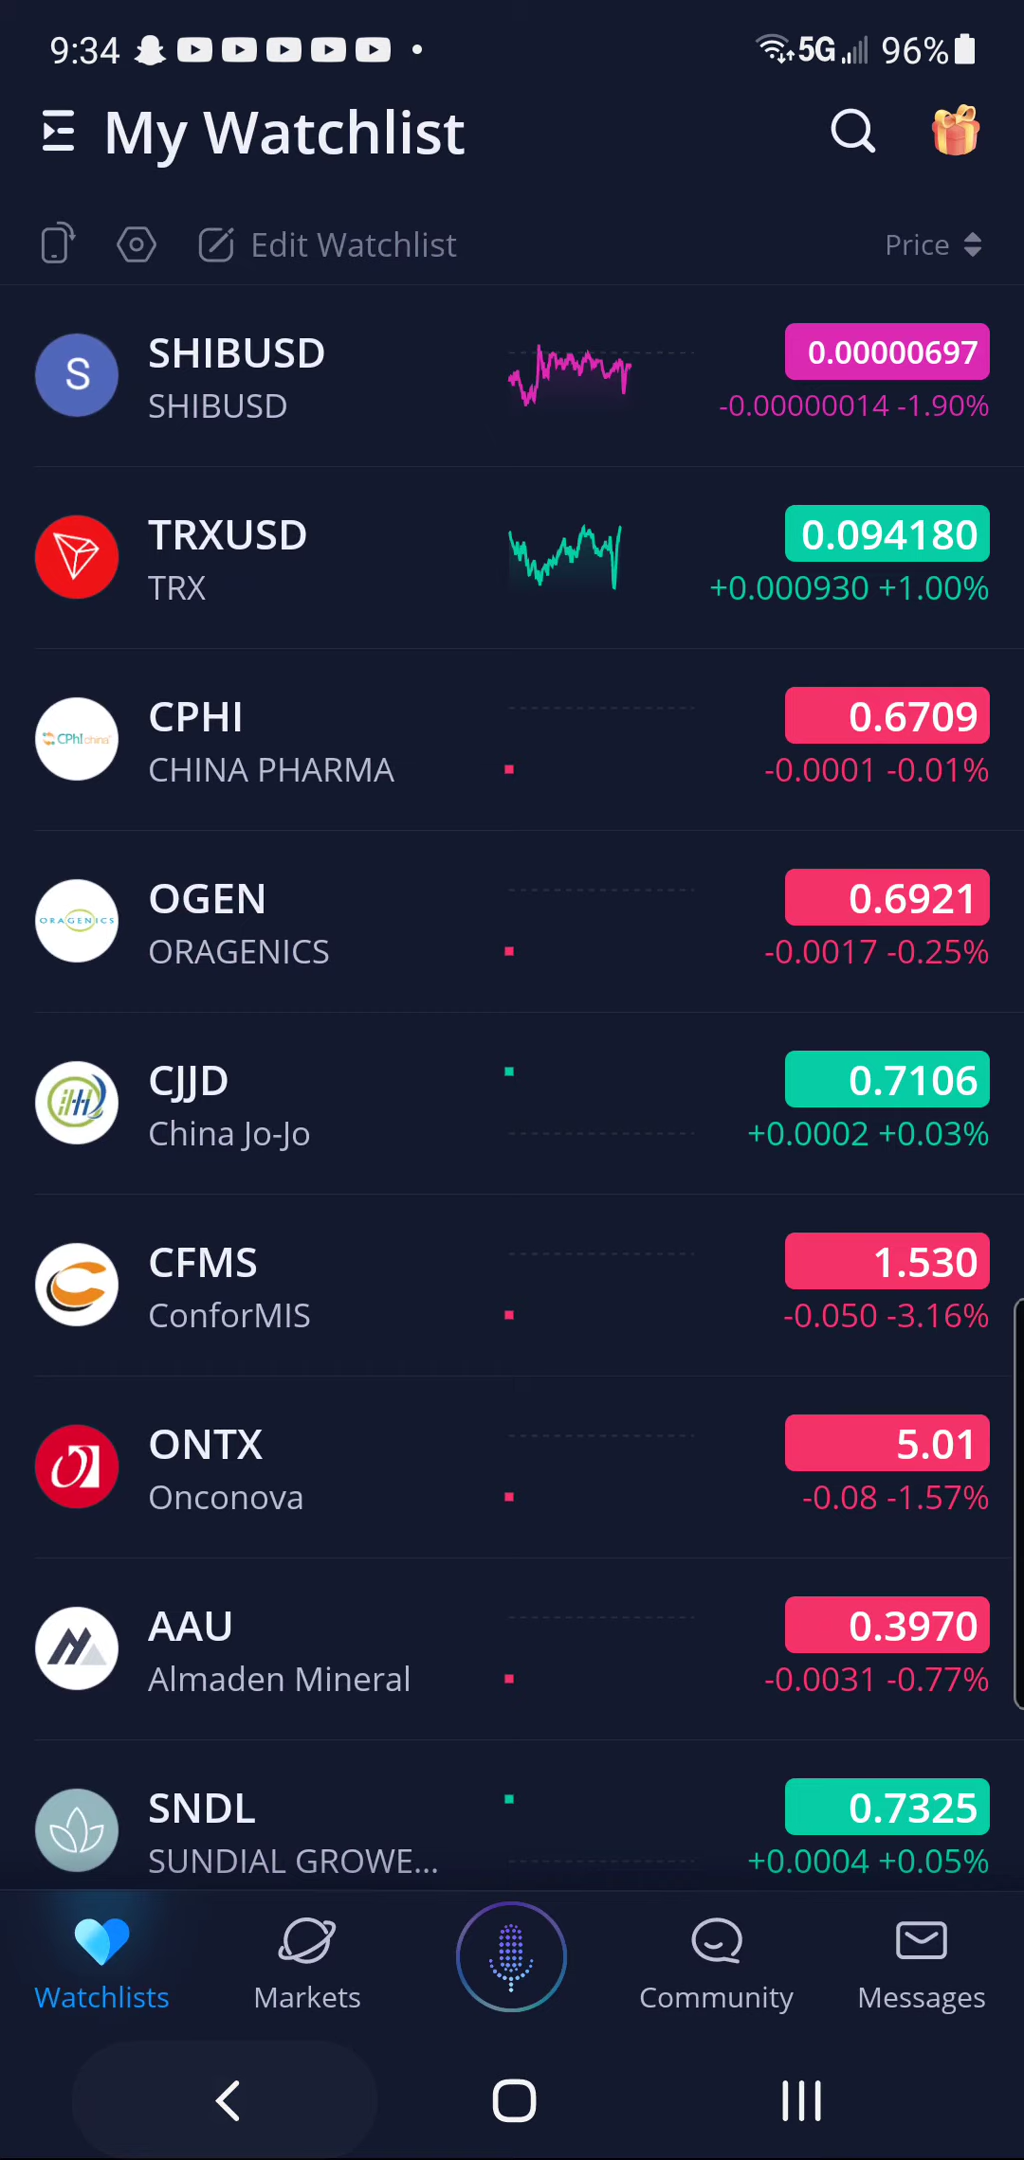 9:34 5G 96%
My Watchlist
Edit Watchlist Price
S SHIBUSD 0.00000697
SHIBUSD -0.00000014 -1.90%
TRXUSD 0.094180
TRX +0.000930 +1.00%
CPhI china CPHI 0.6709
CHINA PHARMA -0.0001 -0.01%
ORAGENICS OGEN 0.6921
ORAGENICS -0.0017 -0.25%
CJJD 0.7106
China Jo-Jo +0.0002 +0.03%
CFMS 1.530
ConforMIS -0.050 -3.16%
ONTX 5.01
Onconova -0.08 -1.57%
AAU 0.3970
Almaden Mineral -0.0031 -0.77%
SNDL 0.7325
SUNDIAL GROWE... +0.0004 +0.05%
Watchlists Markets Community Messages